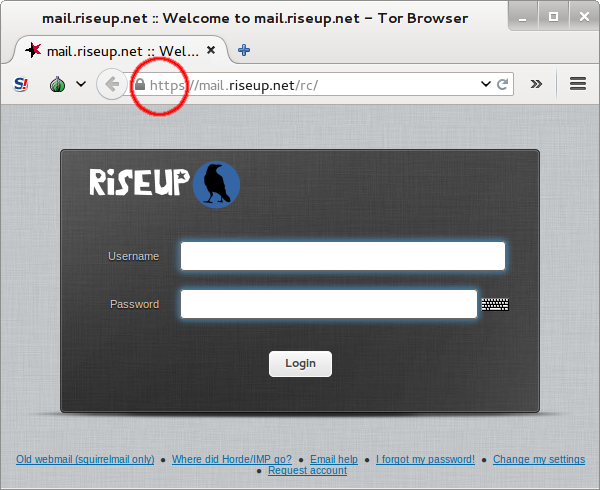 mail.riseup.net :: Welcome to mail.riseup.net – Tor Browser
mail.riseup.net :: Wel...
S!
https://mail.riseup.net/rc/
RiSEUP
Username
Password
Login
Old webmail (squirrelmail only) ● Where did Horde/IMP go? ● Email help ● I forgot my password! ● Change my settings
● Request account